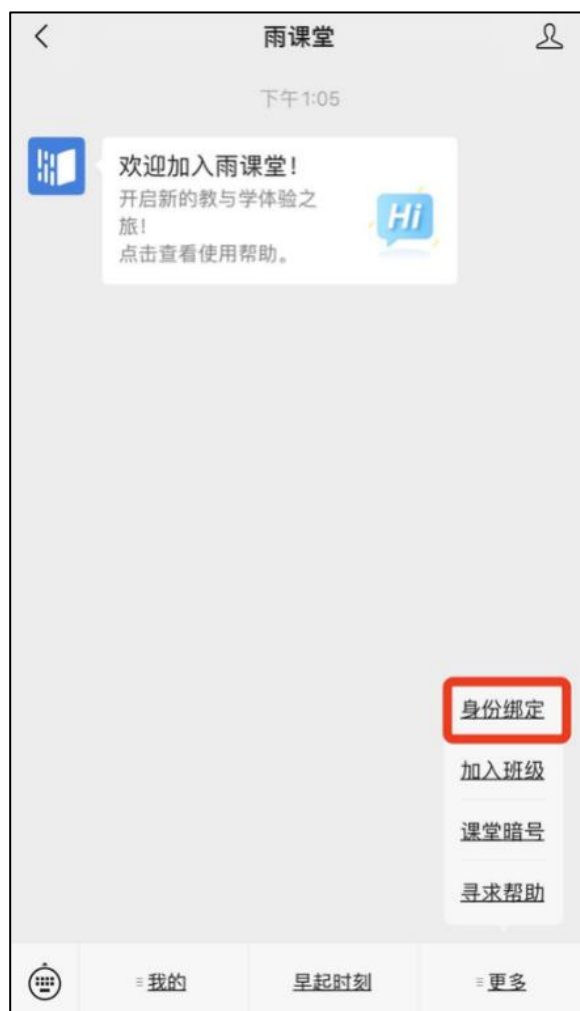 雨课堂
下午1:05
欢迎加入雨课堂!
开启新的教与学体验之
旅!
点击查看使用帮助。
Hi
身份绑定
加入班级
课堂暗号
寻求帮助
我的
早起时刻
更多